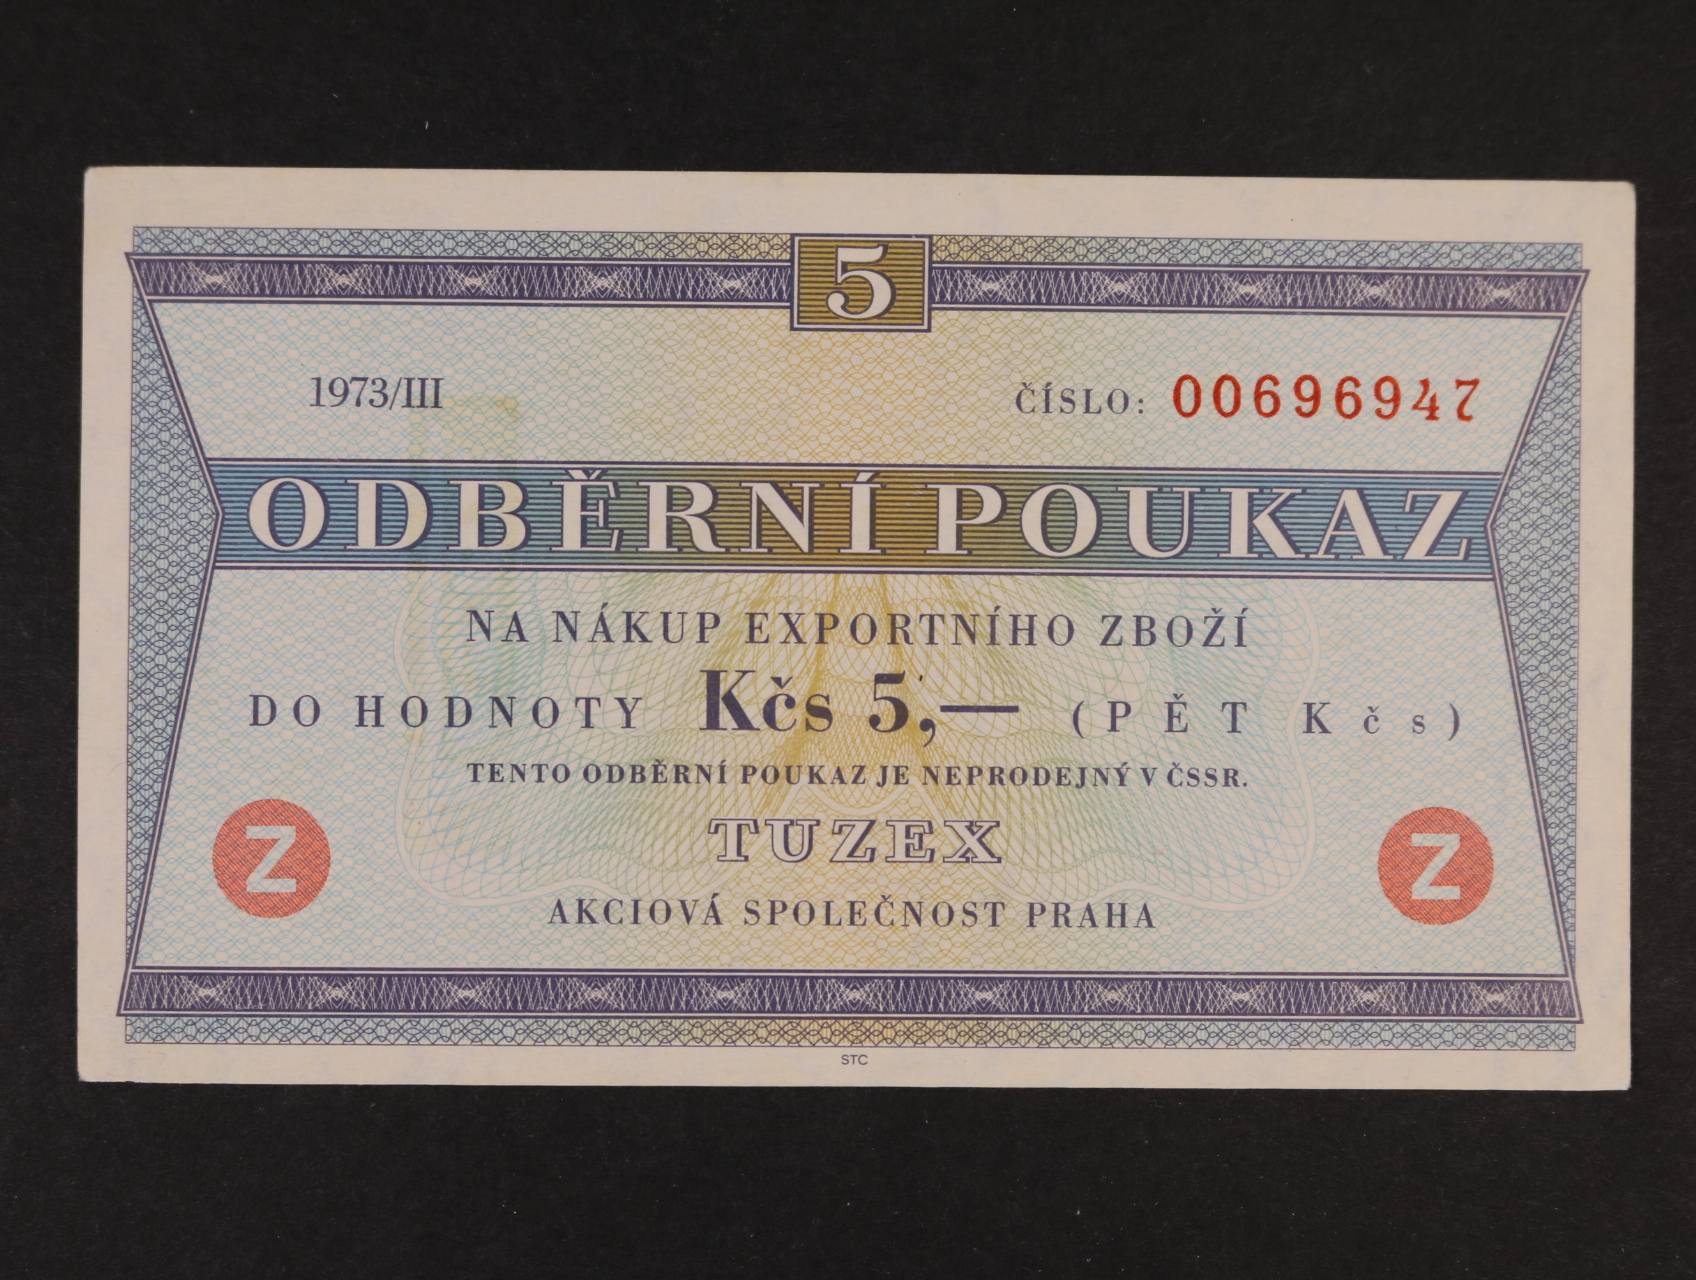 5
1973/III ČÍSLO: 00696947
ODBĚRNÍ POUKAZ
NA NÁKUP EXPORTNÍHO ZBOŽÍ
DO HODNOTY Kčs 5,— (PĚT Kčs)
TENTO ODBĚRNÍ POUKAZ JE NEPRODEJNÝ V ČSSR.
Z TUZEX Z
AKCIOVÁ SPOLEČNOST PRAHA
STC